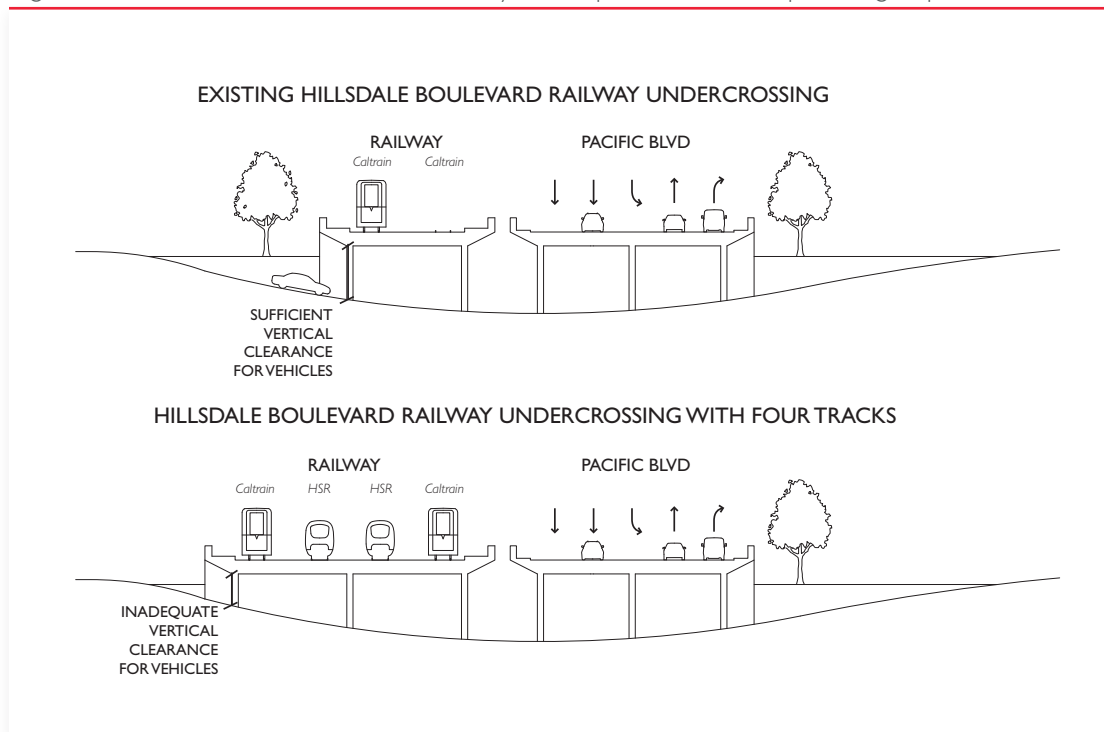 EXISTING HILLSDALE BOULEVARD RAILWAY UNDERCROSSING
RAILWAY
Caltrain Caltrain
PACIFIC BLVD
SUFFICIENT
VERTICAL
CLEARANCE
FOR VEHICLES
HILLSDALE BOULEVARD RAILWAY UNDERCROSSING WITH FOUR TRACKS
RAILWAY
Caltrain HSR HSR Caltrain
PACIFIC BLVD
INADEQUATE
VERTICAL
CLEARANCE
FOR VEHICLES